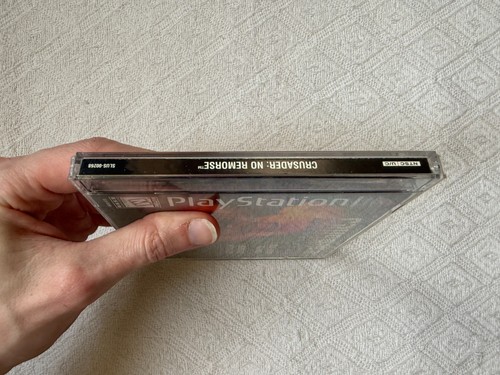 NTSC U/C
CRUSADER: NO REMORSE™
SLUS-00268
PlayStation